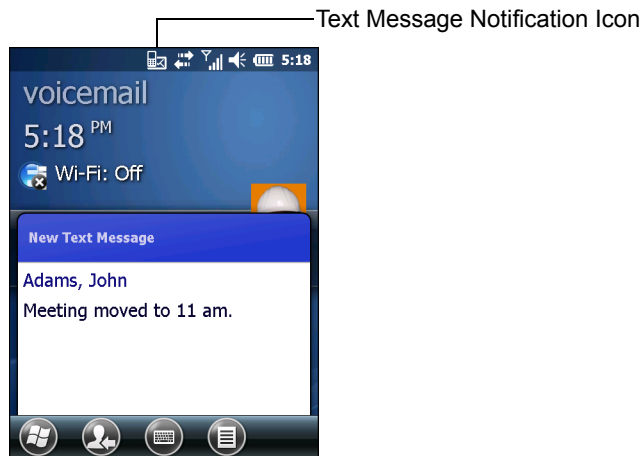 Text Message Notification Icon
5:18
voicemail
5:18 PM
Wi-Fi: Off
New Text Message
Adams, John
Meeting moved to 11 am.